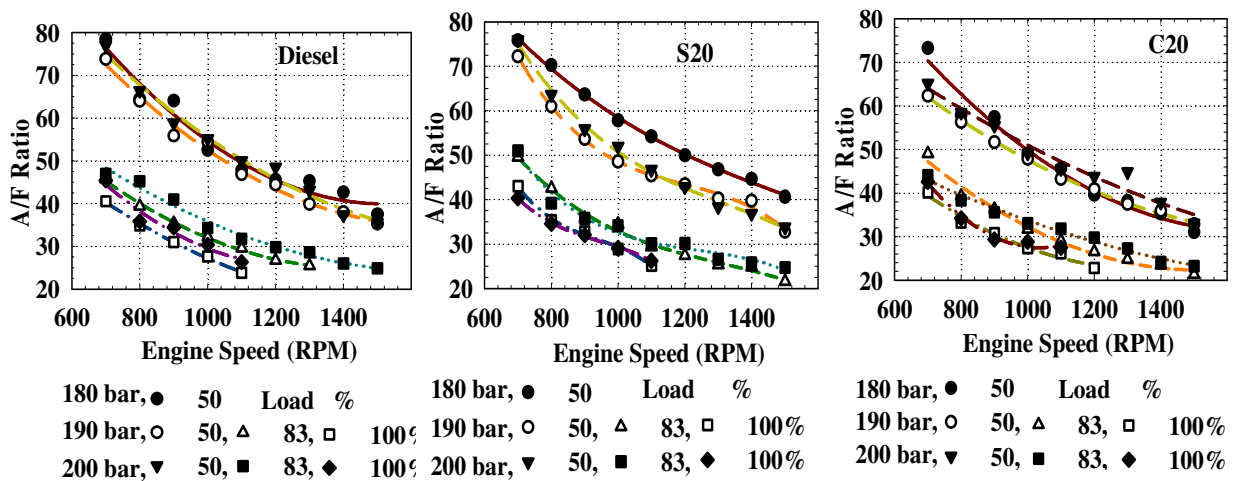 Diesel
A/F Ratio
80
70
60
50
40
30
20
600 800 1000 1200 1400
Engine Speed (RPM)
180 bar, ● 50 Load %
190 bar, ○ 50, △ 83, □ 100%
200 bar, ▼ 50, ■ 83, ◆ 100%
S20
A/F Ratio
80
70
60
50
40
30
20
600 800 1000 1200 1400
Engine Speed (RPM)
180 bar, ● 50 Load %
190 bar, ○ 50, △ 83, □ 100%
200 bar, ▼ 50, ■ 83, ◆ 100%
C20
A/F Ratio
80
70
60
50
40
30
20
600 800 1000 1200 1400
Engine Speed (RPM)
180 bar, ● 50 Load %
190 bar, ○ 50, △ 83, □ 100%
200 bar, ▼ 50, ■ 83, ◆ 100%